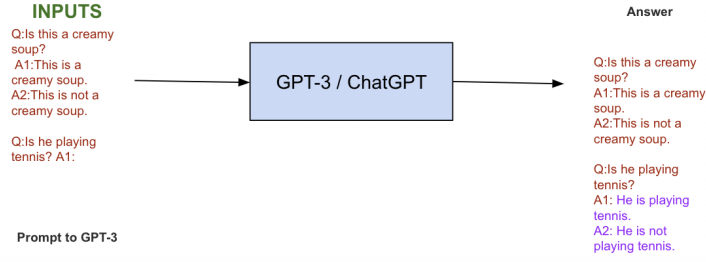 INPUTS
Q:Is this a creamy
soup?
A1:This is a
creamy soup.
A2:This is not a
creamy soup.
Q:Is he playing
tennis? A1:
Prompt to GPT-3
GPT-3 / ChatGPT
Answer
Q:Is this a creamy
soup?
A1:This is a creamy
soup.
A2:This is not a
creamy soup.
Q:Is he playing
tennis?
A1: He is playing
tennis.
A2: He is not
playing tennis.